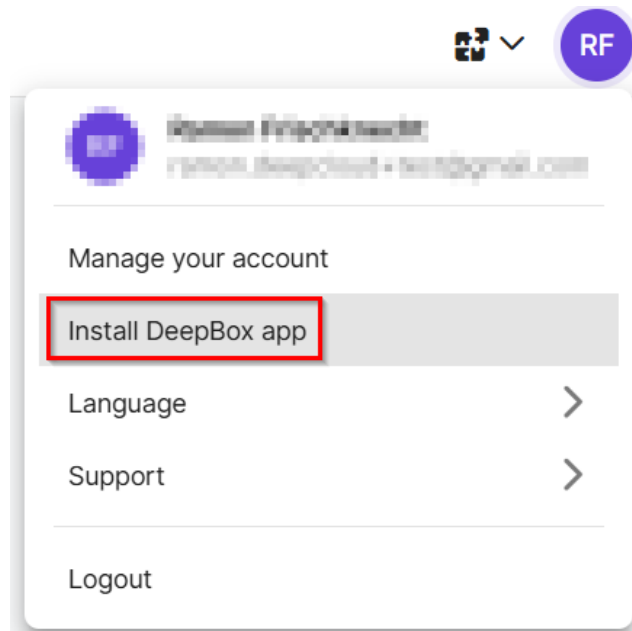 RF
Manage your account
Install DeepBox app
Language
Support
Logout